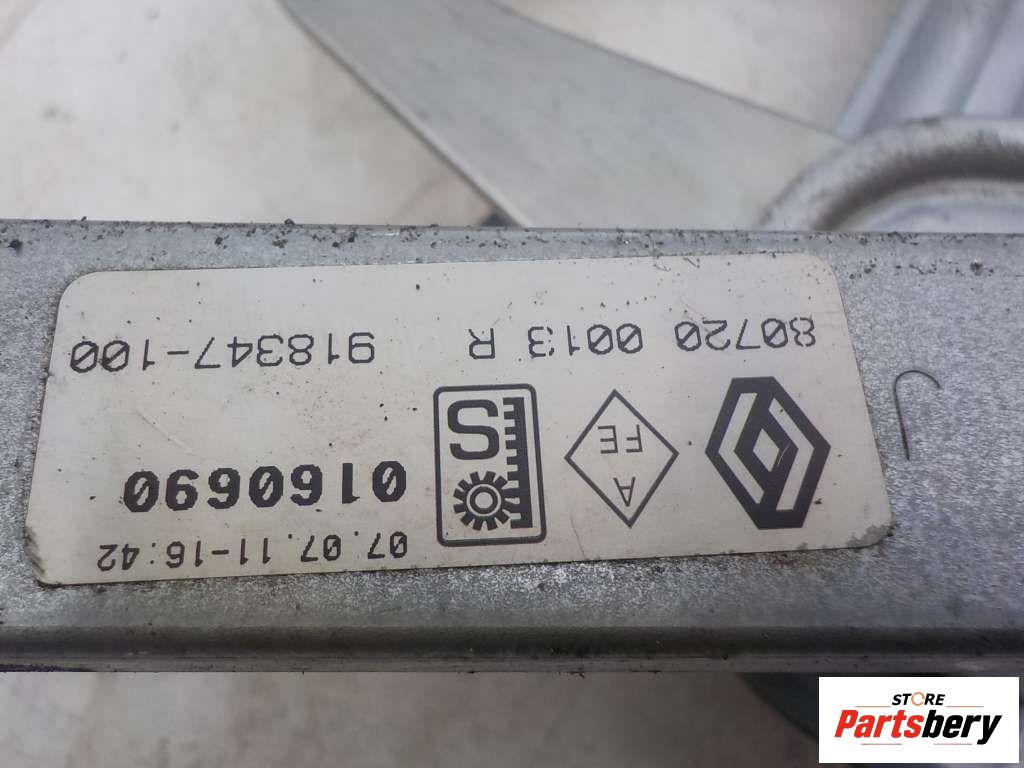 07.07.11-16:42
A
FE
S
0160690
80720 0013 R 918347-100
STORE
Partsbery